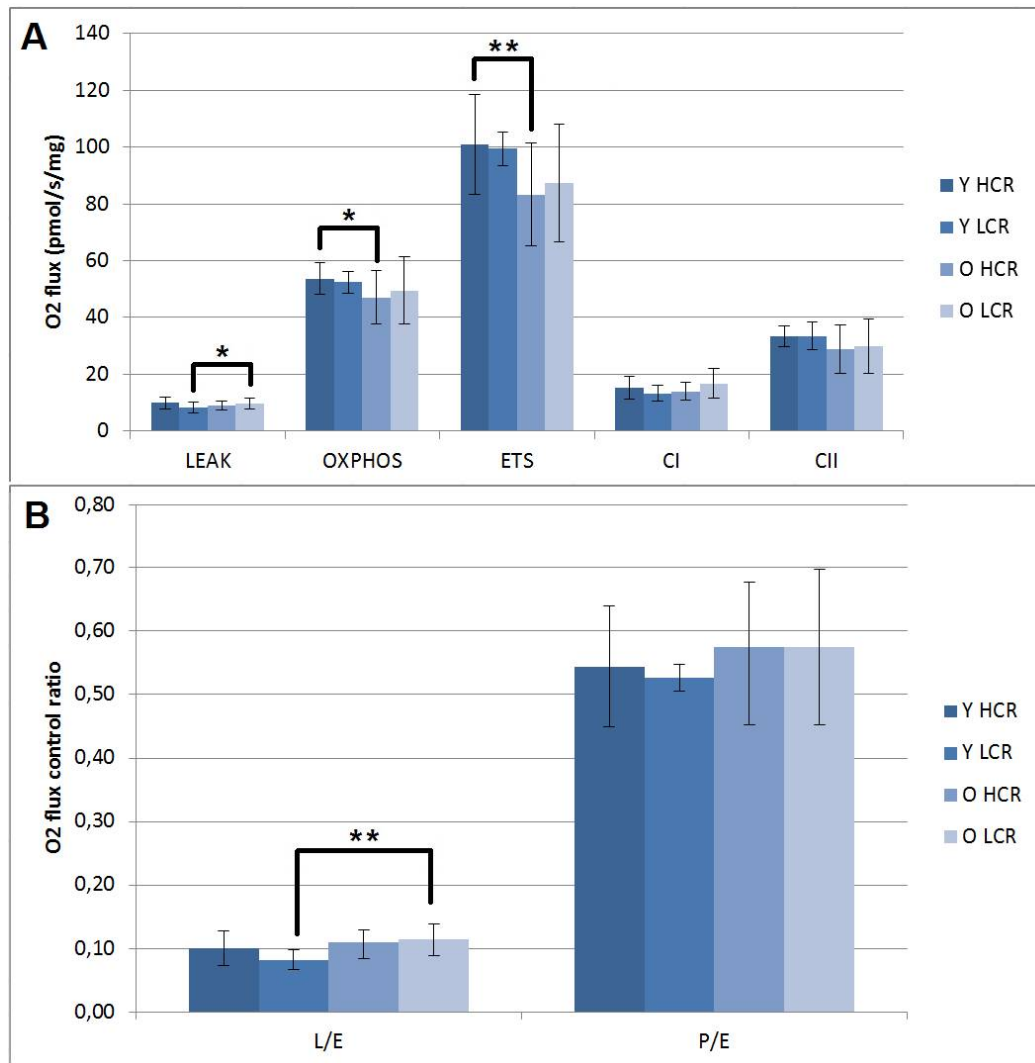 A
O2 flux (pmol/s/mg)
140
120
100
80
60
40
20
0
*
*
**
LEAK
OXPHOS
ETS
CI
CII
Y HCR
Y LCR
O HCR
O LCR
B
O2 flux control ratio
0,80
0,70
0,60
0,50
0,40
0,30
0,20
0,10
0,00
**
L/E
P/E
Y HCR
Y LCR
O HCR
O LCR